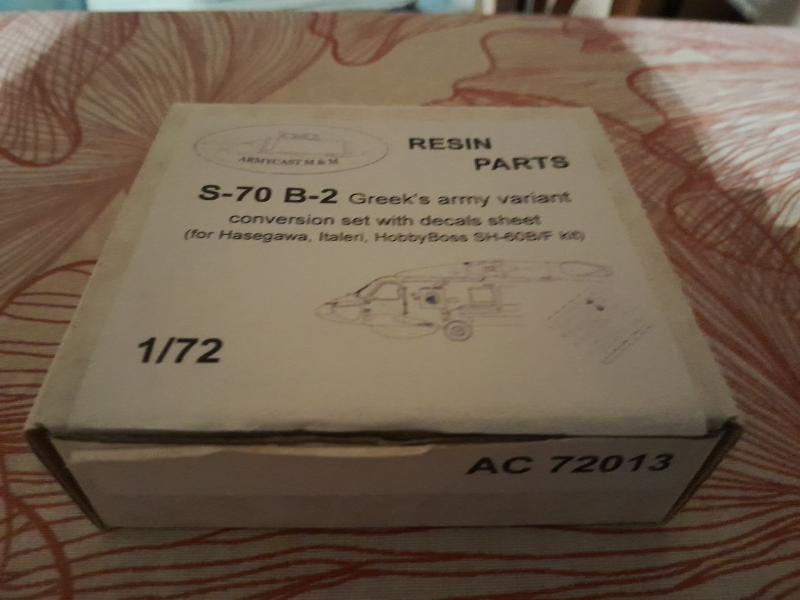 ARMYCAST M & M
RESIN
PARTS
S-70 B-2 Greek's army variant
conversion set with decals sheet
(for Hasegawa, Italeri, HobbyBoss SH-60B/F kit)
1/72
AC 72013